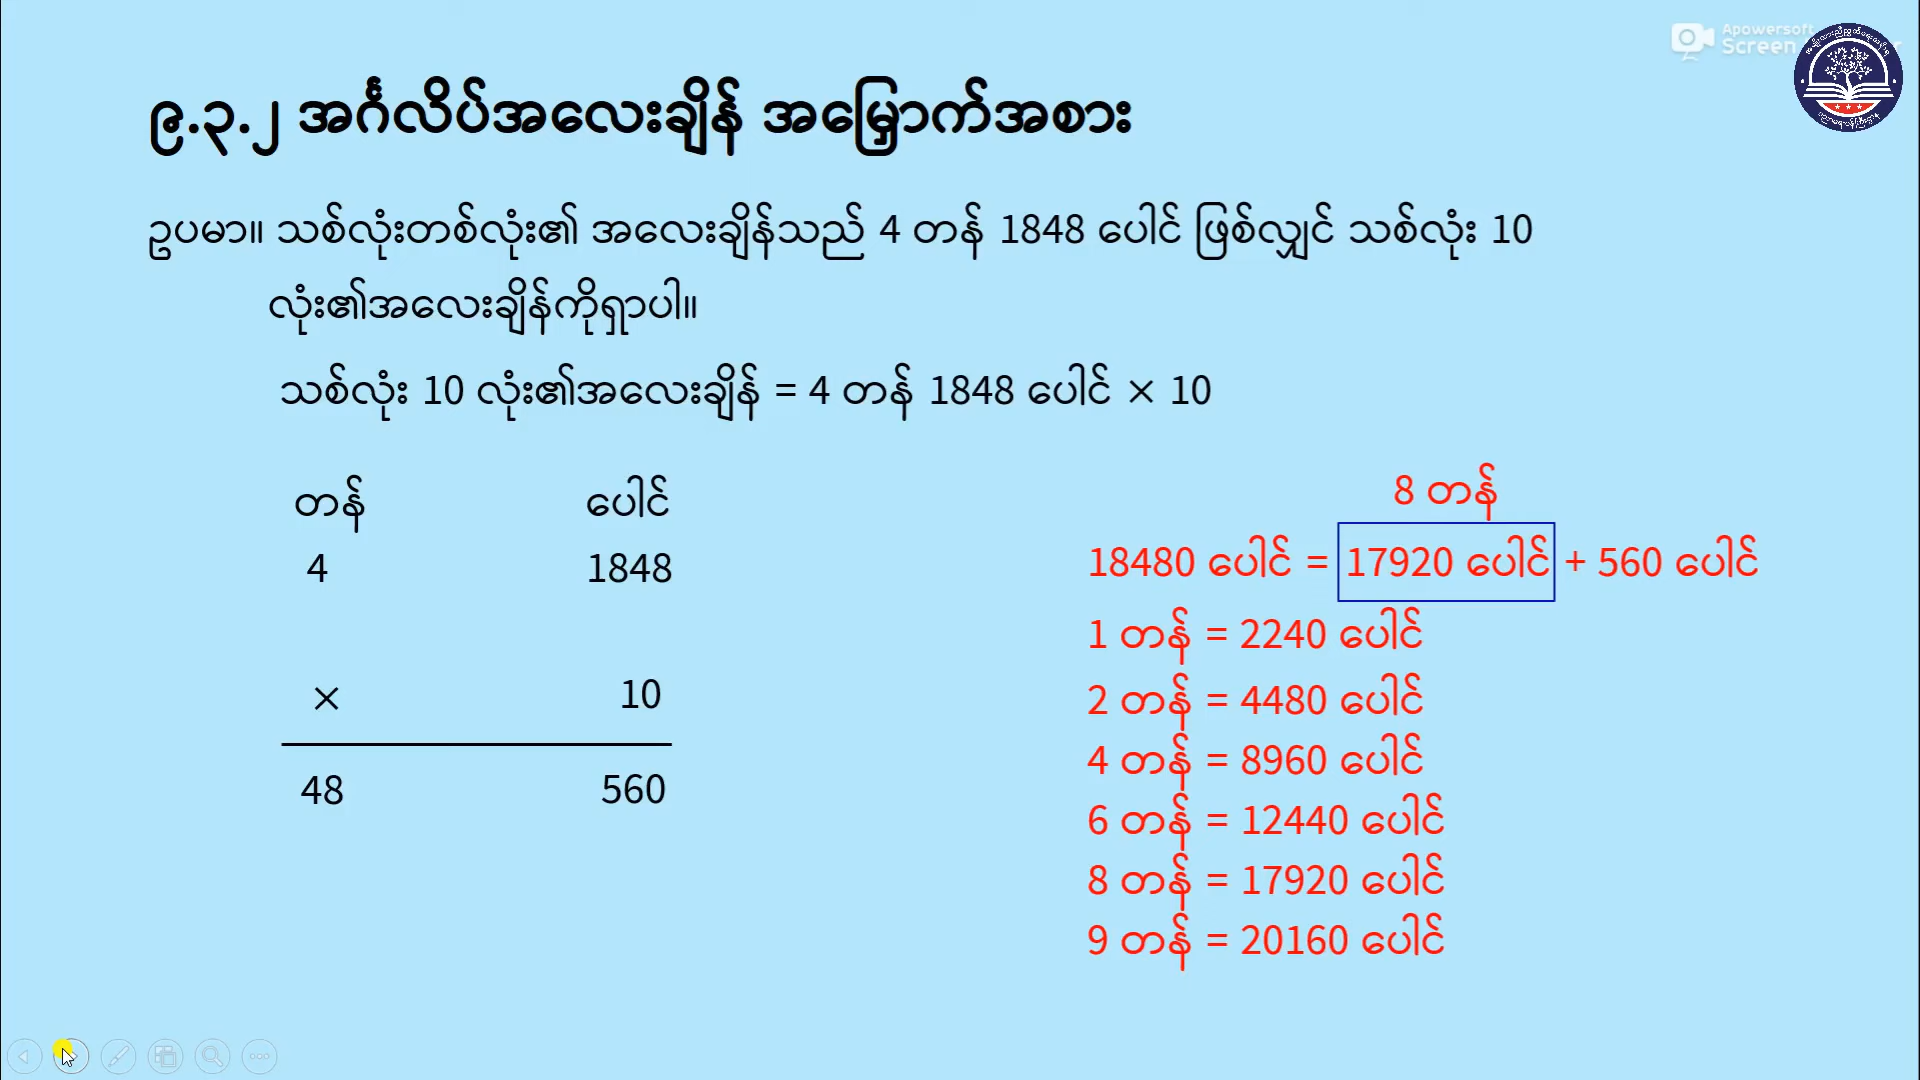 Apowersoft
Screen
၉.၃.၂ အင်္ဂလိပ်အလေးချိန် အမြှောက်အစား
ဥပမာ။ သစ်လုံးတစ်လုံး၏ အလေးချိန်သည် 4 တန် 1848 ပေါင် ဖြစ်လျှင် သစ်လုံး 10
လုံး၏အလေးချိန်ကိုရှာပါ။
သစ်လုံး 10 လုံး၏အလေးချိန် = 4 တန် 1848 ပေါင် × 10
တန် ပေါင်
4 1848
× 10
48 560
8 တန်
18480 ပေါင် = 17920 ပေါင် + 560 ပေါင်
1 တန် = 2240 ပေါင်
2 တန် = 4480 ပေါင်
4 တန် = 8960 ပေါင်
6 တန် = 12440 ပေါင်
8 တန် = 17920 ပေါင်
9 တန် = 20160 ပေါင်